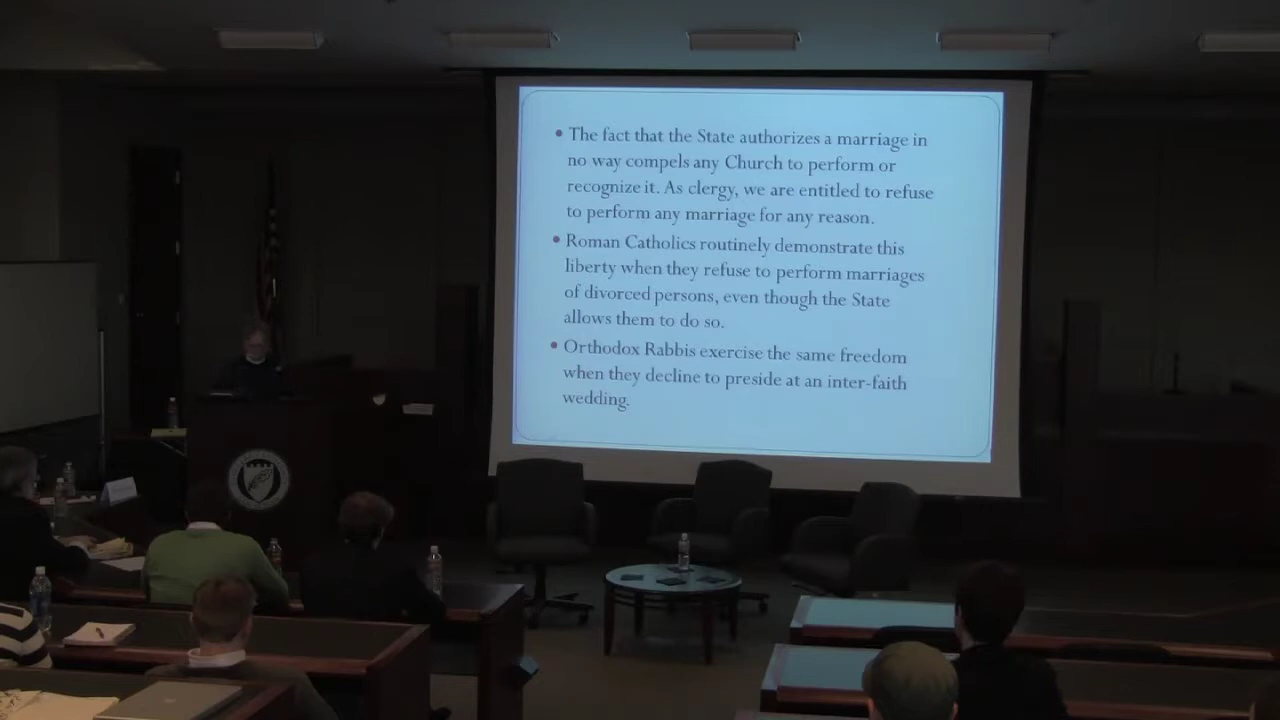 • The fact that the State authorizes a marriage in
no way compels any Church to perform or
recognize it. As clergy, we are entitled to refuse
to perform any marriage for any reason.
• Roman Catholics routinely demonstrate this
liberty when they refuse to perform marriages
of divorced persons, even though the State
allows them to do so.
• Orthodox Rabbis exercise the same freedom
when they decline to preside at an inter-faith
wedding.